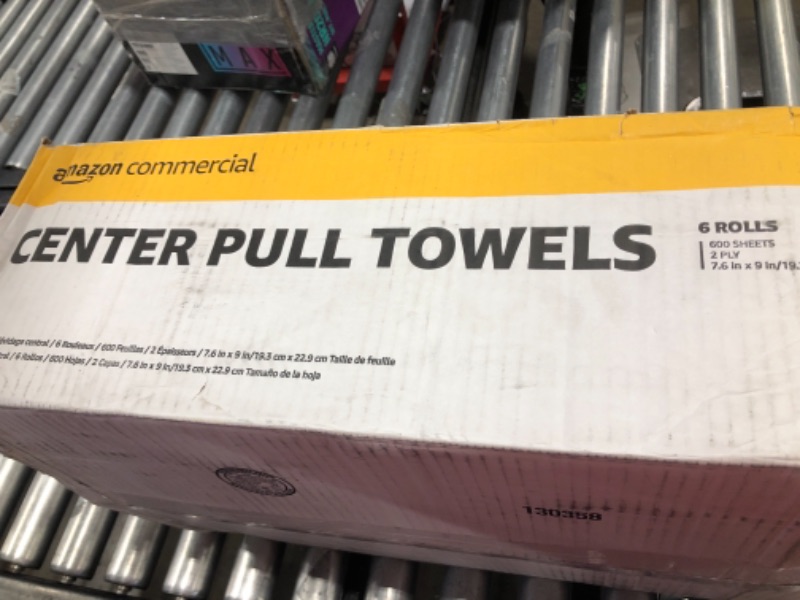 MAX
amazon commercial
CENTER PULL TOWELS
6 ROLLS
600 SHEETS
2 PLY
7.6 in x 9 in/19.
central / 6 Rouleaux / 600 Feuilles / 2 Épaisseurs / 7.6 in x 9 in/19.3 cm x 22.9 cm Taille de feuille
/ 6 Rollos / 600 Hojas / 2 Capas / 7.6 in x 9 in/19.3 cm x 22.9 cm Tamaño de la hoja
130358